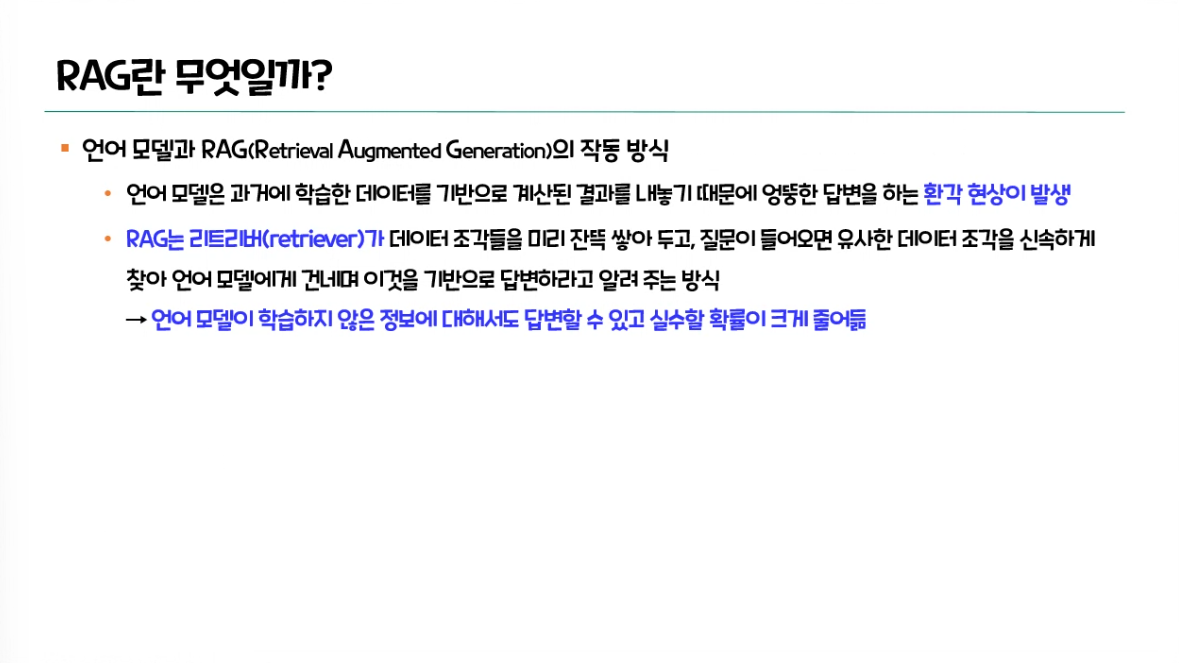 RAG란 무엇일까?
▪ 언어 모델과 RAG(Retrieval Augmented Generation)의 작동 방식
• 언어 모델은 과거에 학습한 데이터를 기반으로 계산된 결과를 내놓기 때문에 엉뚱한 답변을 하는 환각 현상이 발생
• RAG는 리트리버(retriever)가 데이터 조각들을 미리 잔뜩 쌓아 두고, 질문이 들어오면 유사한 데이터 조각을 신속하게
찾아 언어 모델에게 건네며 이것을 기반으로 답변하라고 알려 주는 방식
→ 언어 모델이 학습하지 않은 정보에 대해서도 답변할 수 있고 실수할 확률이 크게 줄어듦